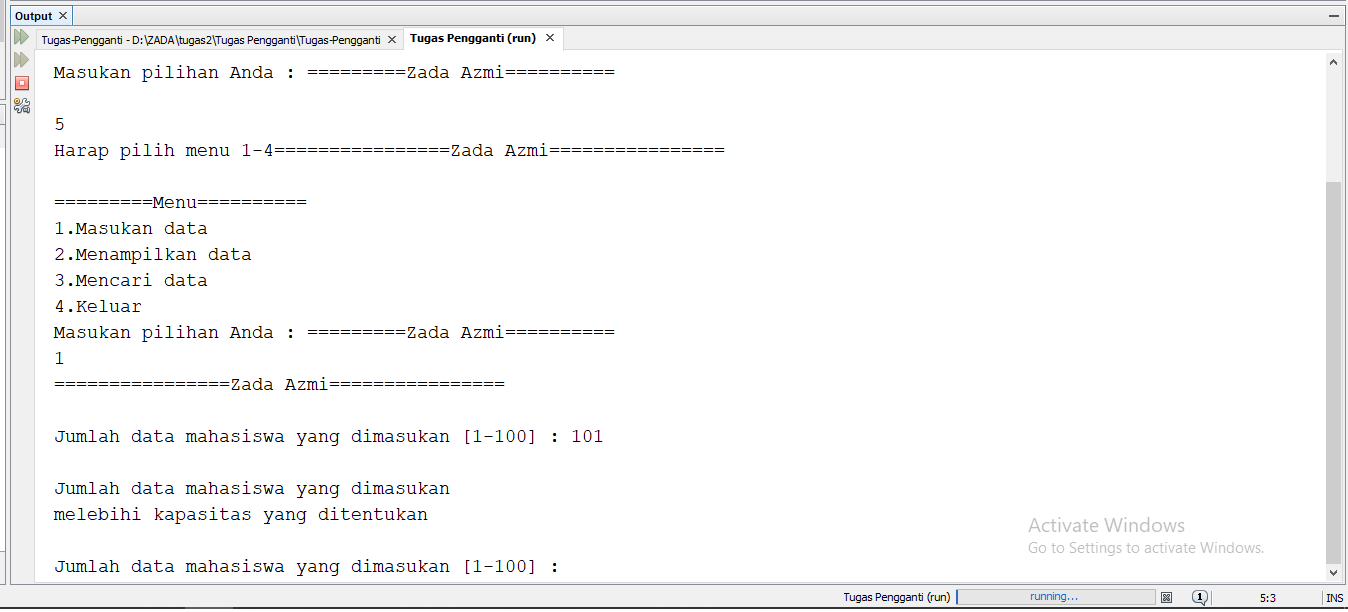 Output
Tugas-Pengganti - D:\ZADA\tugas2\Tugas Pengganti\Tugas-Pengganti
Tugas Pengganti (run)
Masukan pilihan Anda : =========Zada Azmi==========
5
Harap pilih menu 1-4================Zada Azmi================
=========Menu==========
1.Masukan data
2.Menampilkan data
3.Mencari data
4.Keluar
Masukan pilihan Anda : =========Zada Azmi==========
1
================Zada Azmi================
Jumlah data mahasiswa yang dimasukan [1-100] : 101
Jumlah data mahasiswa yang dimasukan
melebihi kapasitas yang ditentukan
Jumlah data mahasiswa yang dimasukan [1-100] :
Activate Windows
Go to Settings to activate Windows.
Tugas Pengganti (run)
running...
1
5:3
INS